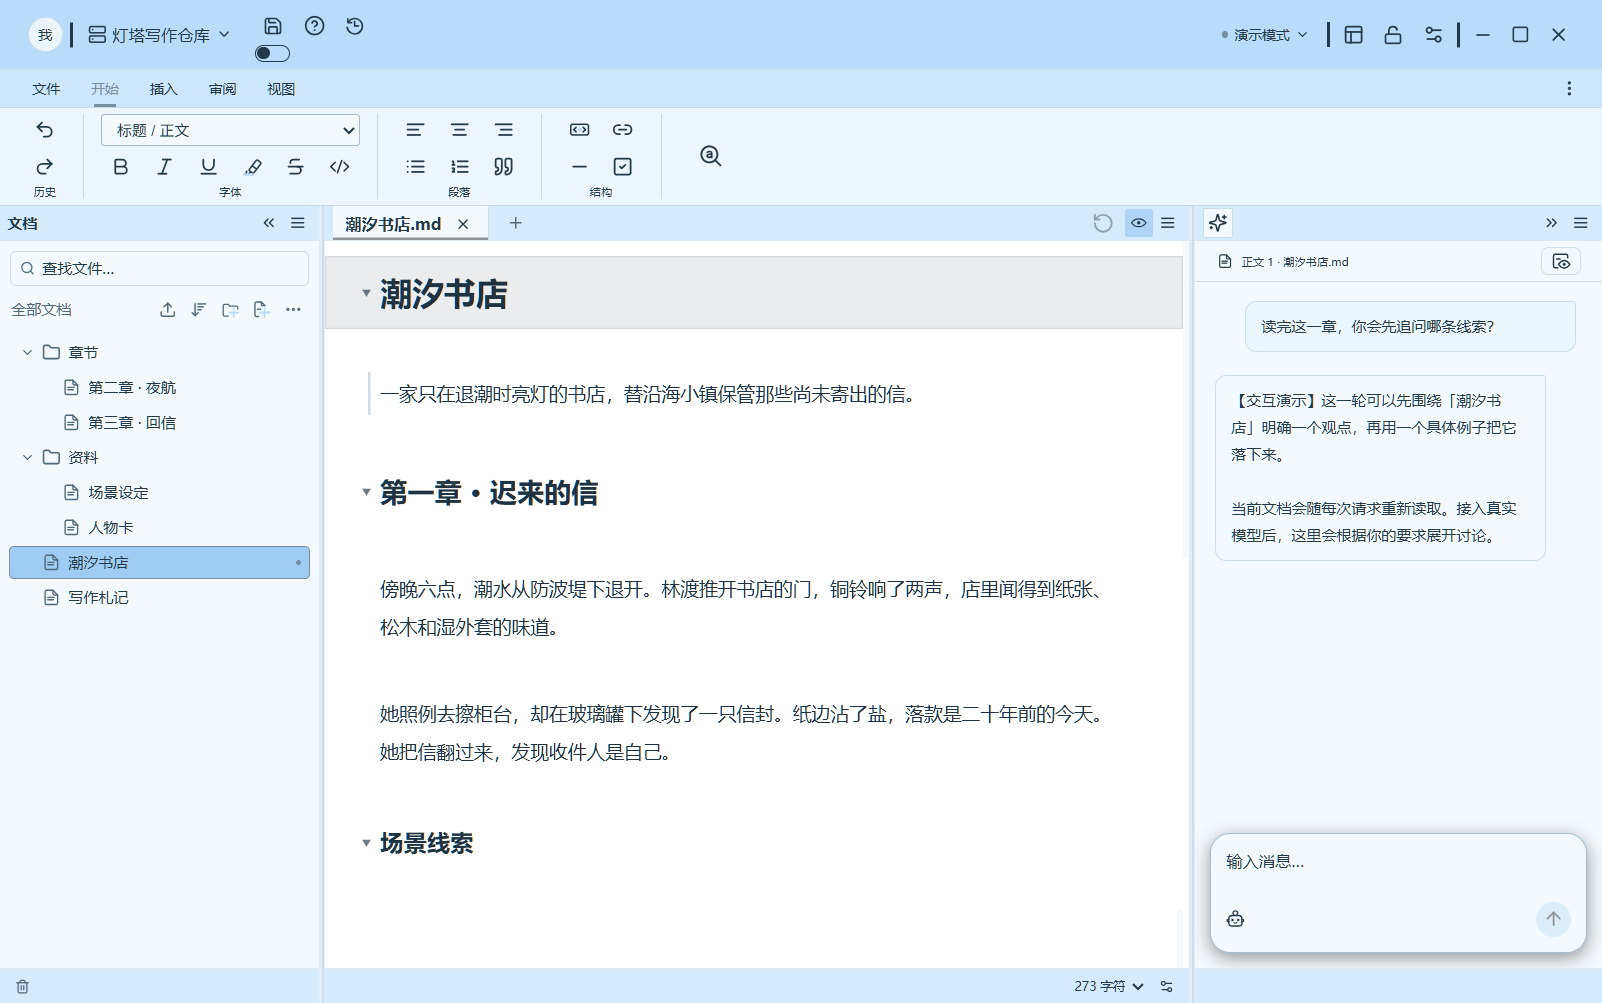 我
灯塔写作仓库
演示模式
文件
开始
插入
审阅
视图
标题 / 正文
历史
字体
段落
结构
文档
潮汐书店.md
正文 1 · 潮汐书店.md
查找文件...
全部文档
章节
第二章 · 夜航
第三章 · 回信
资料
场景设定
人物卡
潮汐书店
写作札记
潮汐书店
一家只在退潮时亮灯的书店，替沿海小镇保管那些尚未寄出的信。
第一章 · 迟来的信
傍晚六点，潮水从防波堤下退开。林渡推开书店的门，铜铃响了两声，店里闻得到纸张、
松木和湿外套的味道。
她照例去擦柜台，却在玻璃罐下发现了一只信封。纸边沾了盐，落款是二十年前的今天。
她把信翻过来，发现收件人是自己。
场景线索
读完这一章，你会先追问哪条线索？
【交互演示】这一轮可以先围绕「潮汐书
店」明确一个观点，再用一个具体例子把它
落下来。
当前文档会随每次请求重新读取。接入真实
模型后，这里会根据你的要求展开讨论。
输入消息...
273 字符